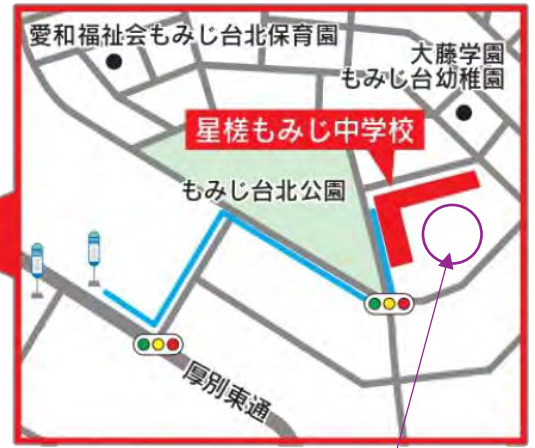 愛和福祉会もみじ台北保育園
大藤学園
もみじ台幼稚園
星槎もみじ中学校
もみじ台北公園
厚別東通